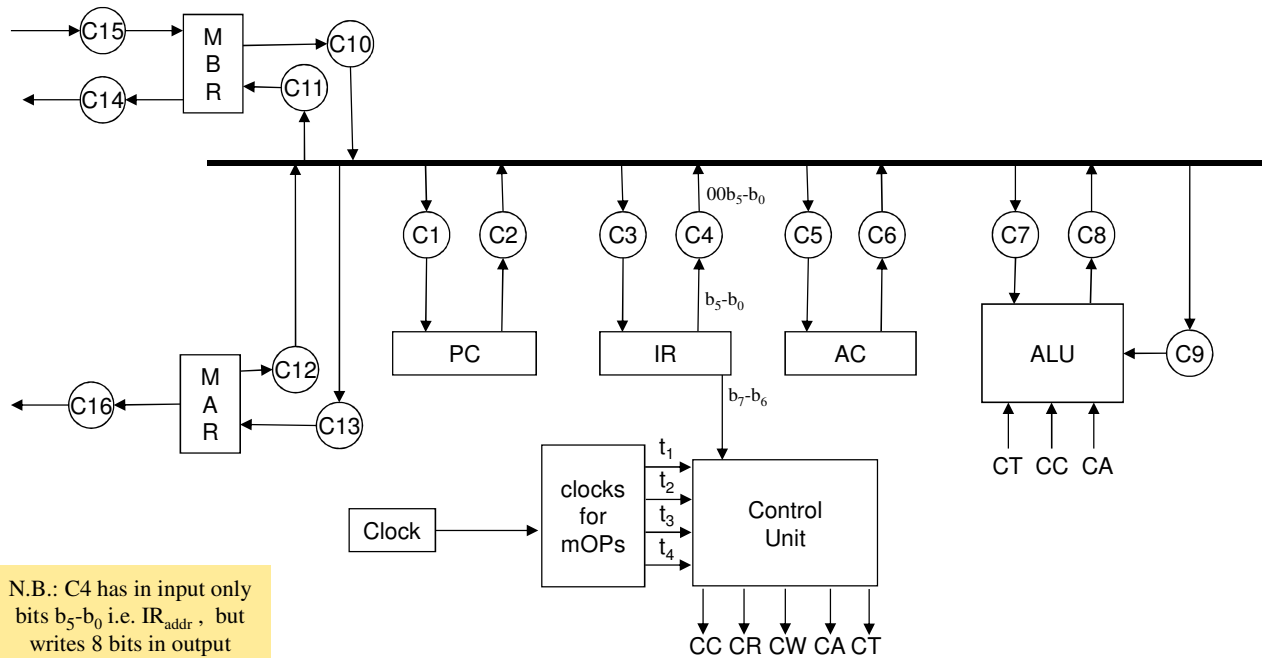 C15
M
B
R
C10
C11
C14
00b₅-b₀
C1
C2
C3
C4
C5
C6
C7
C8
b₅-b₀
PC
IR
AC
ALU
C9
C12
M
A
R
C16
C13
b₇-b₆
CT CC CA
t₁
t₂
t₃
t₄
clocks
for
mOPs
Clock
Control
Unit
CC CR CW CA CT
N.B.: C4 has in input only
bits b₅-b₀ i.e. IRaddr , but
writes 8 bits in output